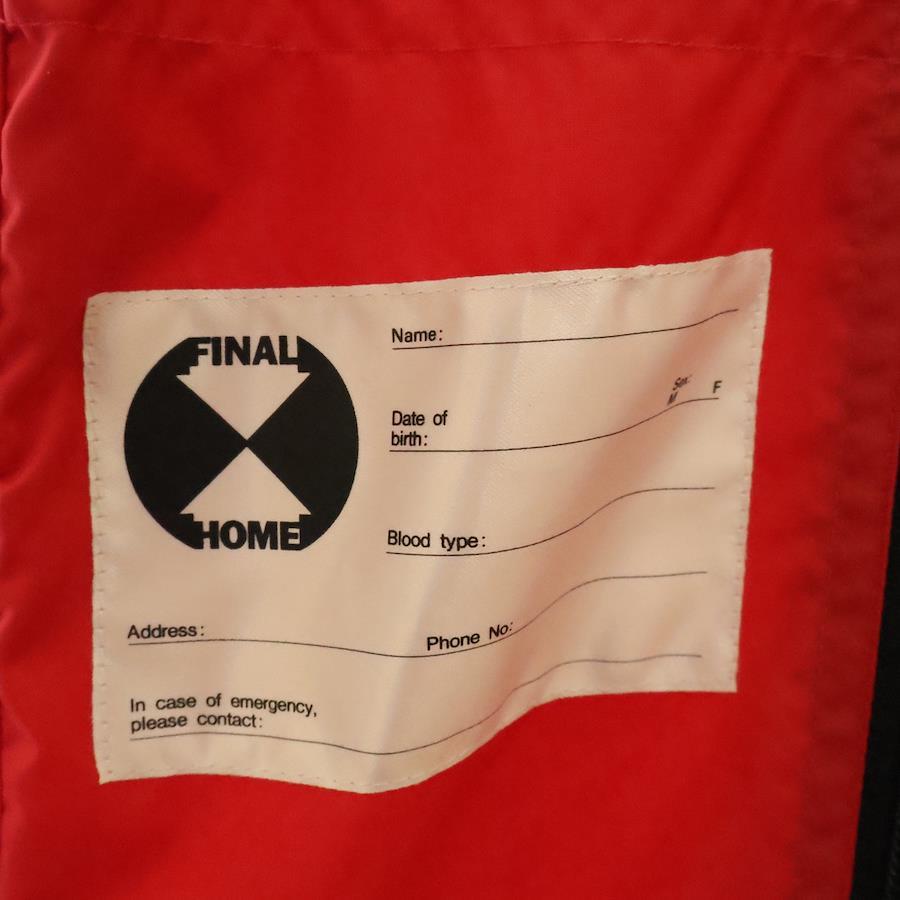 FINAL
HOME
Name:
Sex:
M F
Date of
birth:
Blood type:
Address:
Phone No:
In case of emergency,
please contact: